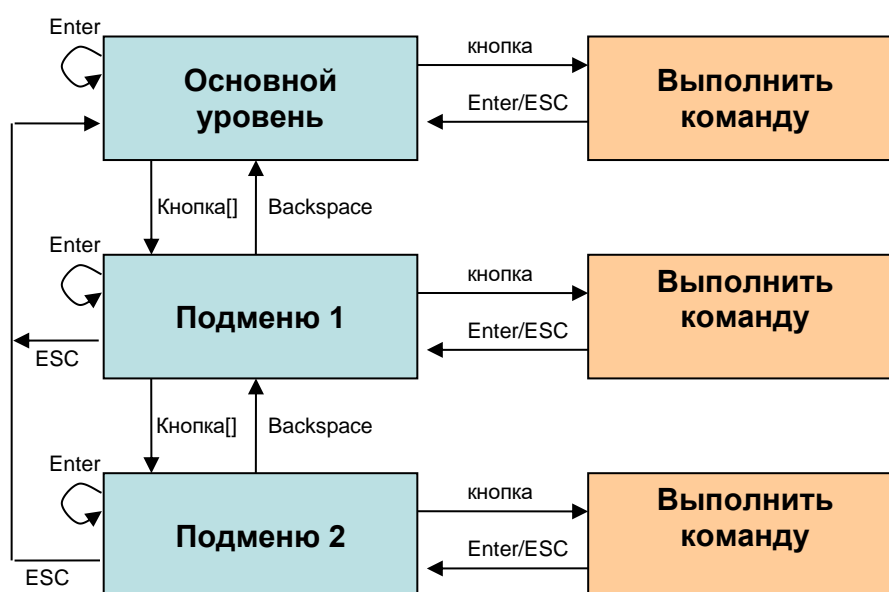 Enter
кнопка
Основной
уровень
Выполнить
команду
Enter/ESC
Кнопка[]
Backspace
Enter
кнопка
Подменю 1
Выполнить
команду
Enter/ESC
ESC
Кнопка[]
Backspace
Enter
кнопка
Подменю 2
Выполнить
команду
Enter/ESC
ESC